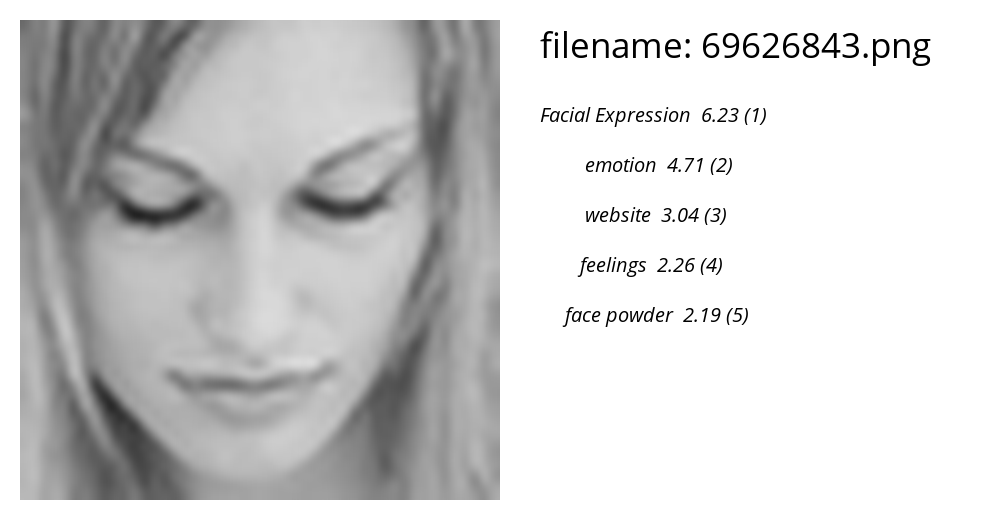 filename: 69626843.png
Facial Expression 6.23 (1)
emotion 4.71 (2)
website 3.04 (3)
feelings 2.26 (4)
face powder 2.19 (5)